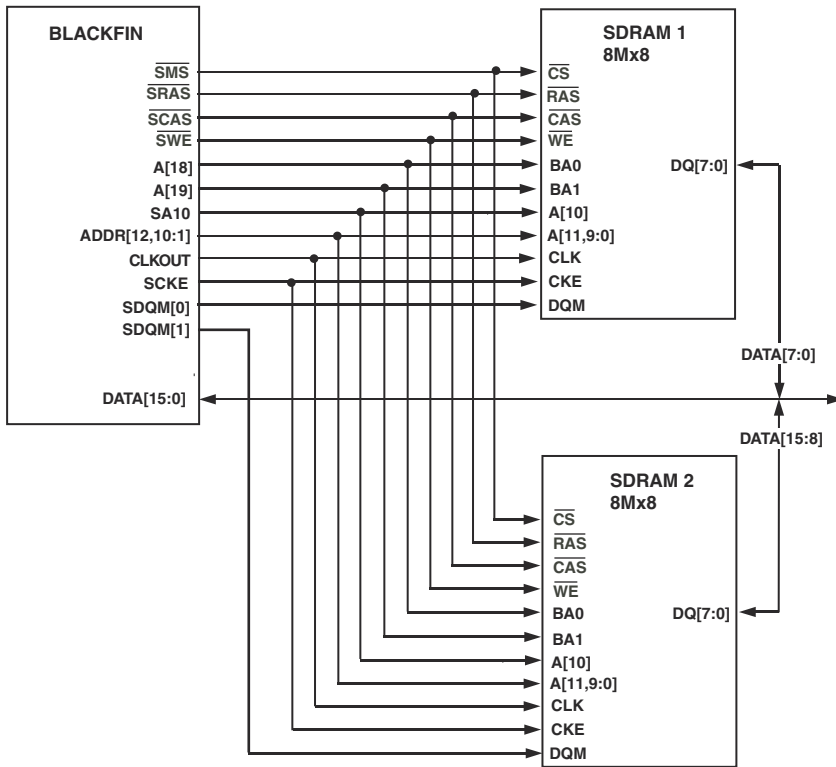 BLACKFIN
SMS
SRAS
SCAS
SWE
A[18]
A[19]
SA10
ADDR[12,10:1]
CLKOUT
SCKE
SDQM[0]
SDQM[1]
DATA[15:0]
SDRAM 1
8Mx8
CS
RAS
CAS
WE
BA0
BA1
A[10]
A[11,9:0]
CLK
CKE
DQM
DQ[7:0]
DATA[7:0]
DATA[15:8]
SDRAM 2
8Mx8
CS
RAS
CAS
WE
BA0
BA1
A[10]
A[11,9:0]
CLK
CKE
DQM
DQ[7:0]